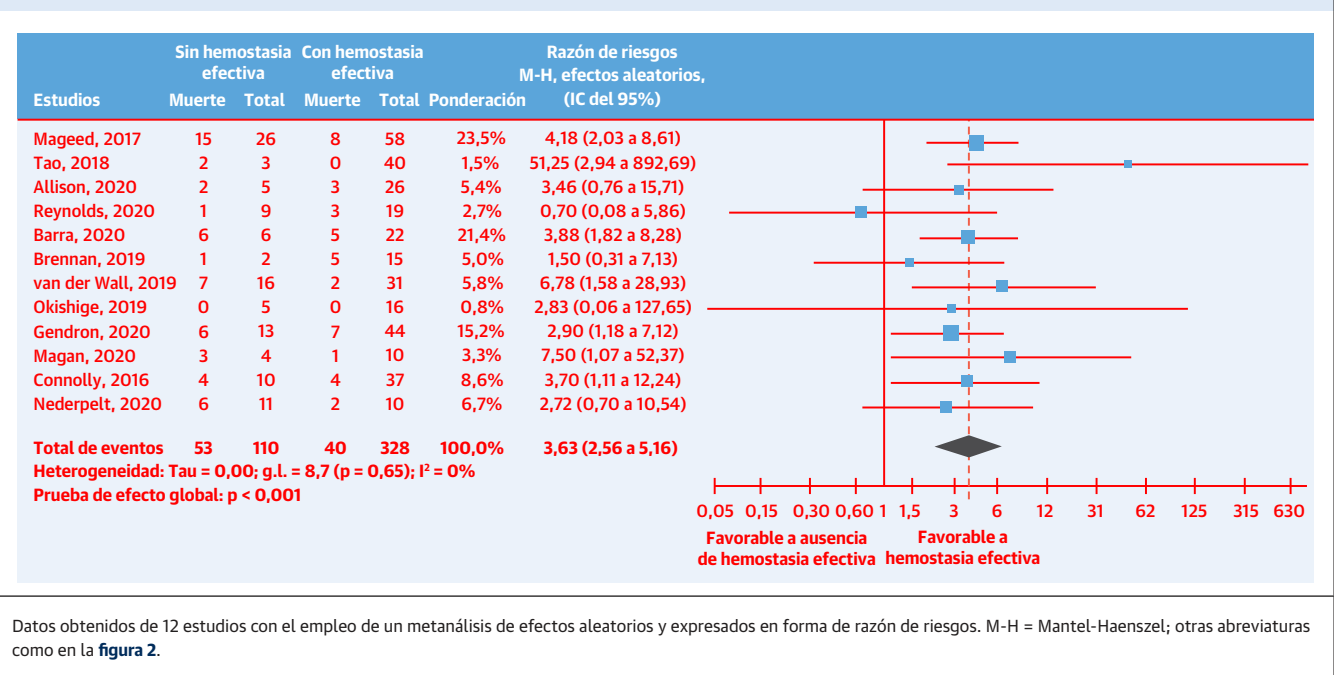 Sin hemostasia efectiva Con hemostasia efectiva Razón de riesgos M-H, efectos aleatorios, (IC del 95%)
Estudios Muerte Total Muerte Total Ponderación
Mageed, 2017 15 26 8 58 23,5% 4,18 (2,03 a 8,61)
Tao, 2018 2 3 0 40 1,5% 51,25 (2,94 a 892,69)
Allison, 2020 2 5 3 26 5,4% 3,46 (0,76 a 15,71)
Reynolds, 2020 1 9 3 19 2,7% 0,70 (0,08 a 5,86)
Barra, 2020 6 6 5 22 21,4% 3,88 (1,82 a 8,28)
Brennan, 2019 1 2 5 15 5,0% 1,50 (0,31 a 7,13)
van der Wall, 2019 7 16 2 31 5,8% 6,78 (1,58 a 28,93)
Okishige, 2019 0 5 0 16 0,8% 2,83 (0,06 a 127,65)
Gendron, 2020 6 13 7 44 15,2% 2,90 (1,18 a 7,12)
Magan, 2020 3 4 1 10 3,3% 7,50 (1,07 a 52,37)
Connolly, 2016 4 10 4 37 8,6% 3,70 (1,11 a 12,24)
Nederpelt, 2020 6 11 2 10 6,7% 2,72 (0,70 a 10,54)
Total de eventos 53 110 40 328 100,0% 3,63 (2,56 a 5,16)
Heterogeneidad: Tau = 0,00; g.l. = 8,7 (p = 0,65); I² = 0%
Prueba de efecto global: p < 0,001
0,05 0,15 0,30 0,60 1 1,5 3 6 12 31 62 125 315 630
Favorable a ausencia de hemostasia efectiva
Favorable a hemostasia efectiva
Datos obtenidos de 12 estudios con el empleo de un metanálisis de efectos aleatorios y expresados en forma de razón de riesgos. M-H = Mantel-Haenszel; otras abreviaturas
como en la figura 2.